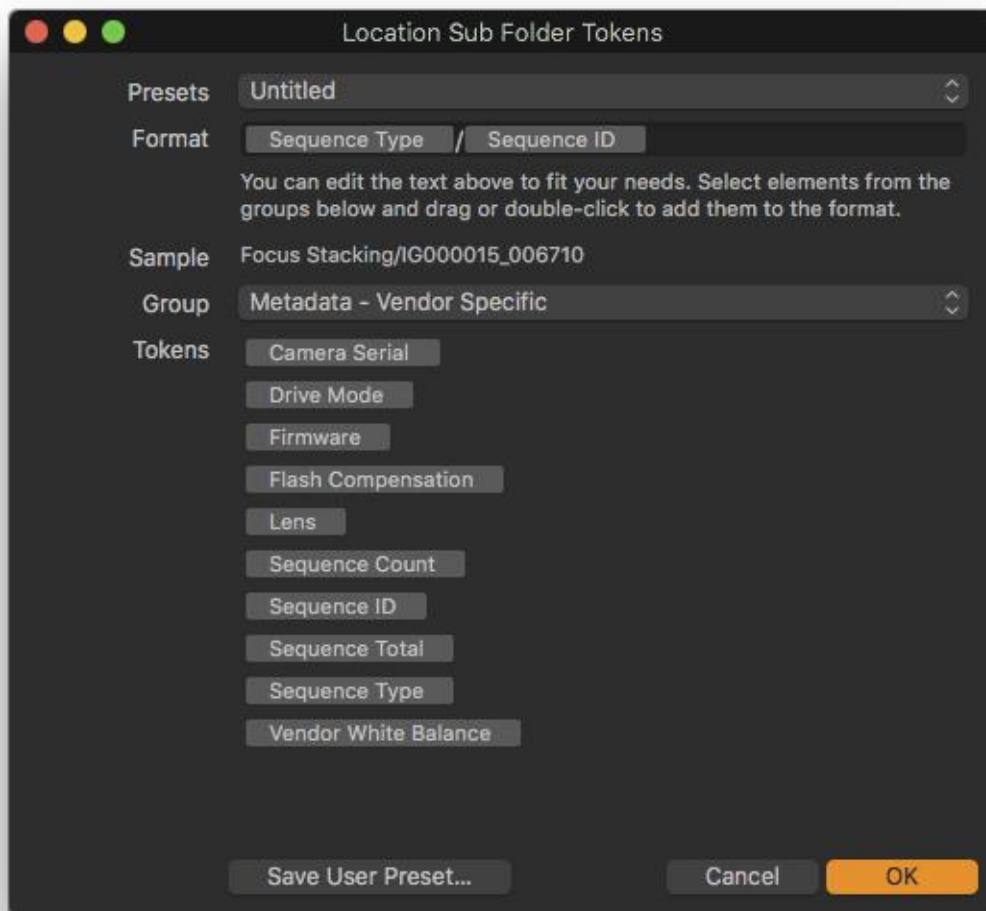 Location Sub Folder Tokens
Presets Untitled
Format Sequence Type / Sequence ID
You can edit the text above to fit your needs. Select elements from the
groups below and drag or double-click to add them to the format.
Sample Focus Stacking/IG000015_006710
Group Metadata - Vendor Specific
Tokens Camera Serial
Drive Mode
Firmware
Flash Compensation
Lens
Sequence Count
Sequence ID
Sequence Total
Sequence Type
Vendor White Balance
Save User Preset... Cancel OK